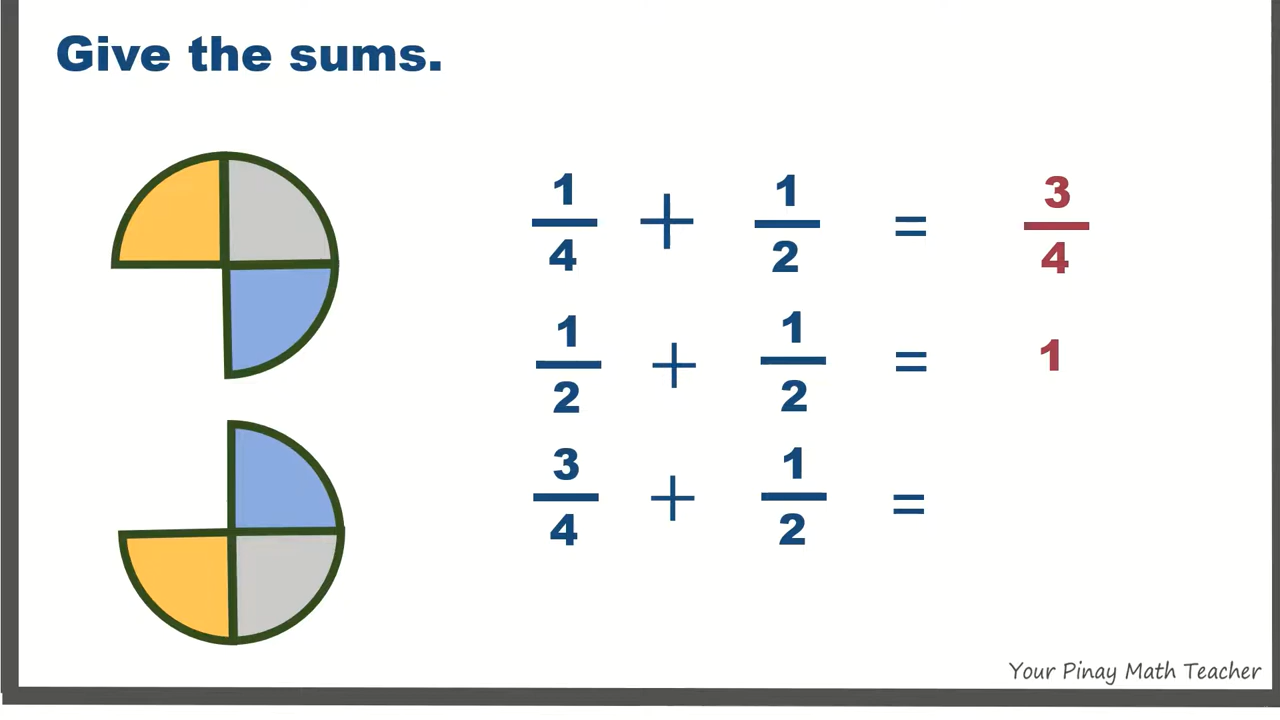 Give the sums.
1/4 + 1/2 = 3/4
1/2 + 1/2 = 1
3/4 + 1/2 =
Your Pinay Math Teacher